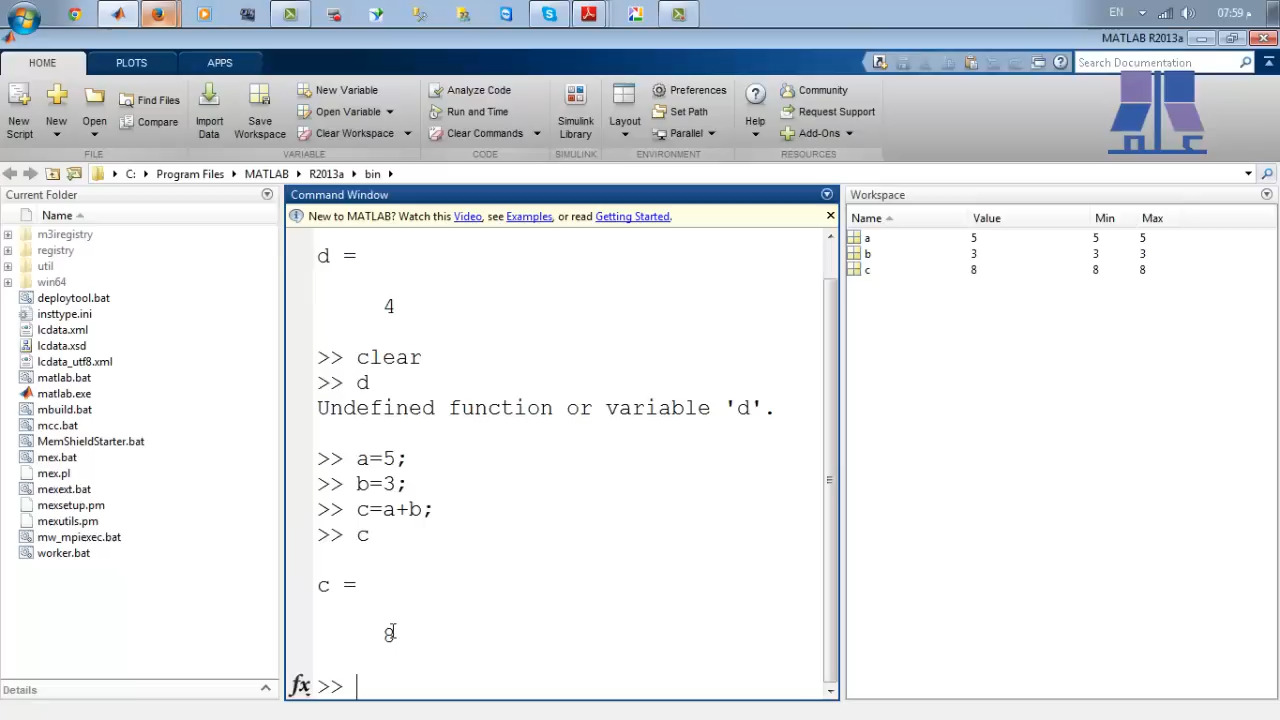 EN
07:59 م
MATLAB R2013a
HOME PLOTS APPS
Search Documentation
New Script
New
Open
Find Files
Compare
FILE
Import Data
Save Workspace
New Variable
Open Variable
Clear Workspace
VARIABLE
Analyze Code
Run and Time
Clear Commands
CODE
Simulink Library
SIMULINK
Layout
Preferences
Set Path
Parallel
ENVIRONMENT
Help
Community
Request Support
Add-Ons
RESOURCES
C: Program Files MATLAB R2013a bin
Current Folder
Name
m3iregistry
registry
util
win64
deploytool.bat
insttype.ini
lcdata.xml
lcdata.xsd
lcdata_utf8.xml
matlab.bat
matlab.exe
mbuild.bat
mcc.bat
MemShieldStarter.bat
mex.bat
mex.pl
mexext.bat
mexsetup.pm
mexutils.pm
mw_mpiexec.bat
worker.bat
Details
Command Window
New to MATLAB? Watch this Video, see Examples, or read Getting Started.
d =
4
>> clear
>> d
Undefined function or variable 'd'.
>> a=5;
>> b=3;
>> c=a+b;
>> c
c =
8
fx >>
Workspace
Name Value Min Max
a 5 5 5
b 3 3 3
c 8 8 8